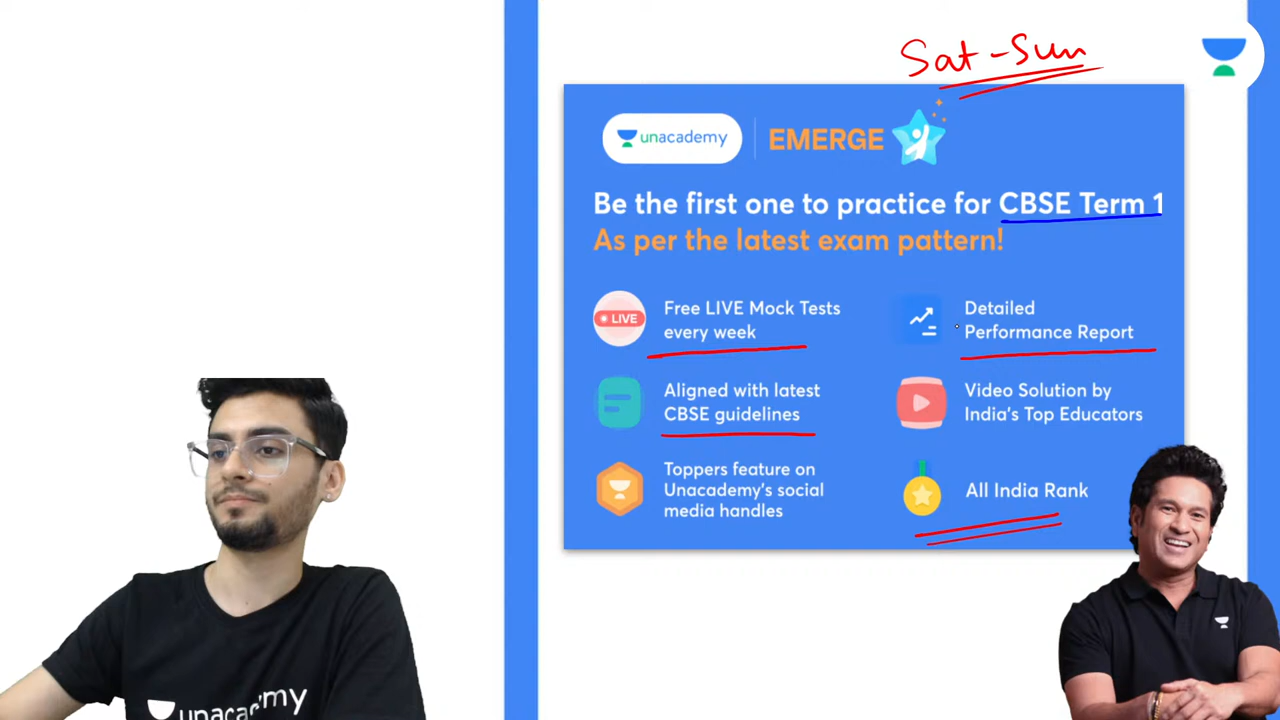 Sat-Sun
unacademy
EMERGE
Be the first one to practice for CBSE Term 1
As per the latest exam pattern!
LIVE
Free LIVE Mock Tests
every week
Detailed
Performance Report
Aligned with latest
CBSE guidelines
Video Solution by
India's Top Educators
Toppers feature on
Unacademy's social
media handles
All India Rank
unacademy